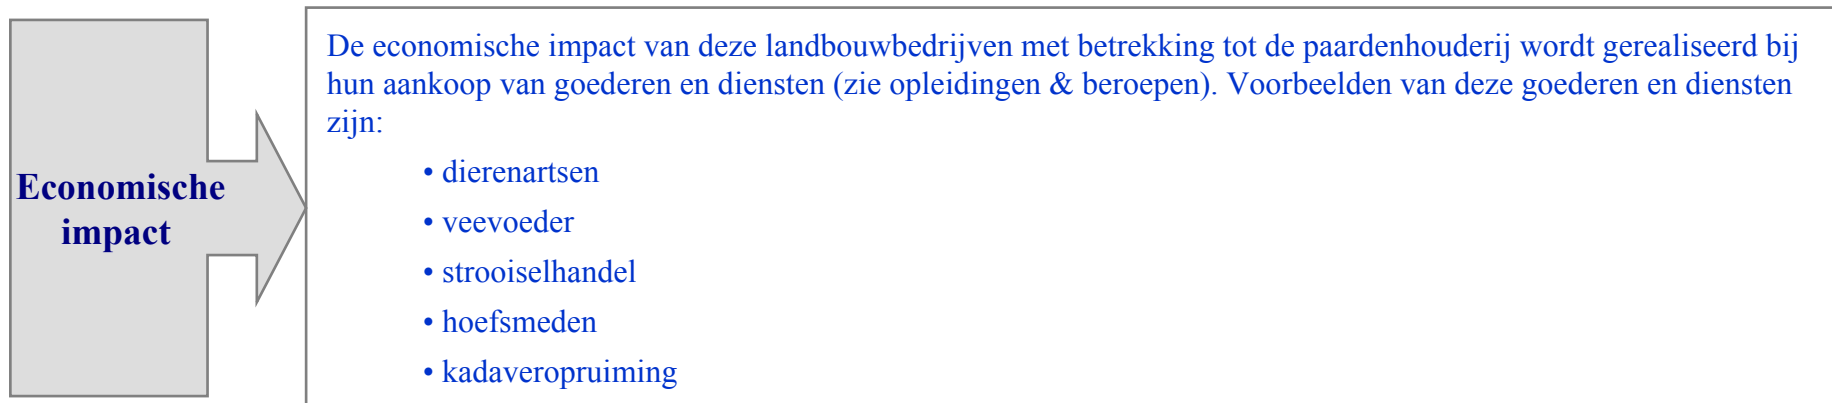 Economische
impact
De economische impact van deze landbouwbedrijven met betrekking tot de paardenhouderij wordt gerealiseerd bij
hun aankoop van goederen en diensten (zie opleidingen & beroepen). Voorbeelden van deze goederen en diensten
zijn:
• dierenartsen
• veevoeder
• strooiselhandel
• hoefsmeden
• kadaveropruiming